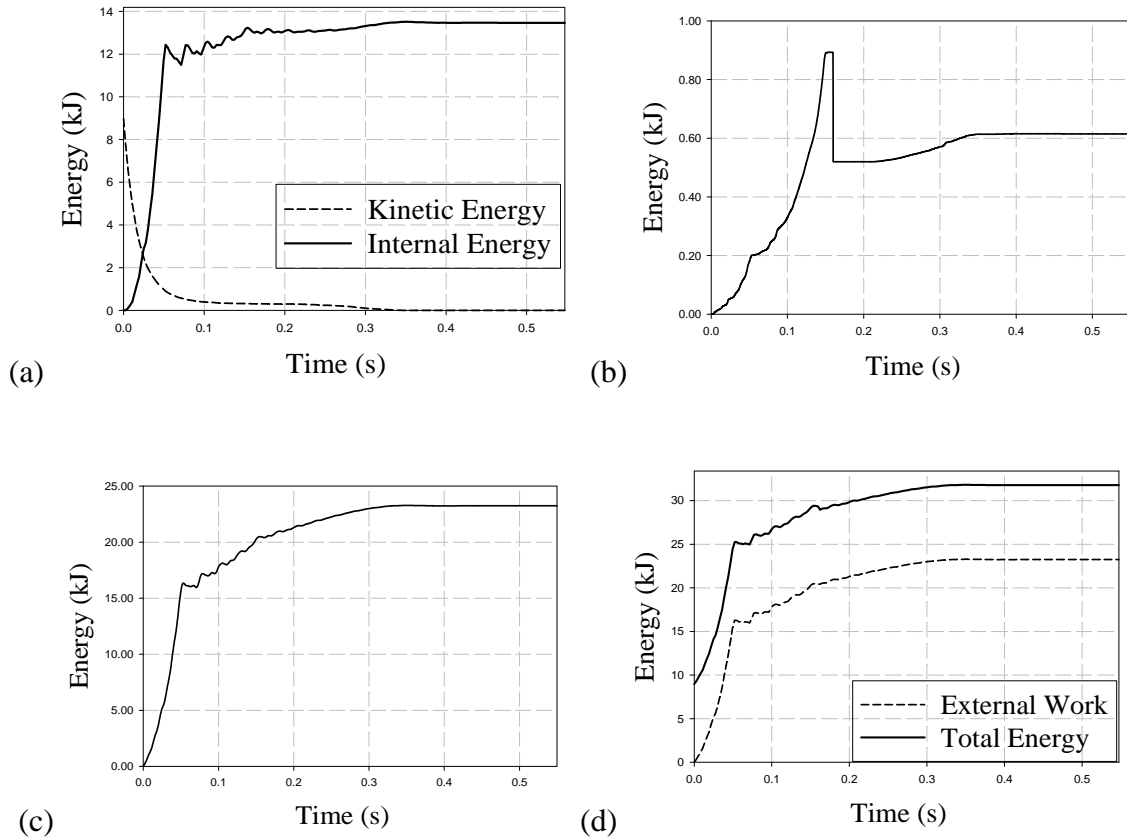 14
12
10
8
6
4
2
0
Energy (kJ)
Kinetic Energy
Internal Energy
0.0 0.1 0.2 0.3 0.4 0.5
Time (s)
(a)
1.00
0.80
0.60
0.40
0.20
0.00
Energy (kJ)
0.0 0.1 0.2 0.3 0.4 0.5
Time (s)
(b)
25.00
20.00
15.00
10.00
5.00
0.00
Energy (kJ)
0.0 0.1 0.2 0.3 0.4 0.5
Time (s)
(c)
30
25
20
15
10
5
0
Energy (kJ)
External Work
Total Energy
0.0 0.1 0.2 0.3 0.4 0.5
Time (s)
(d)